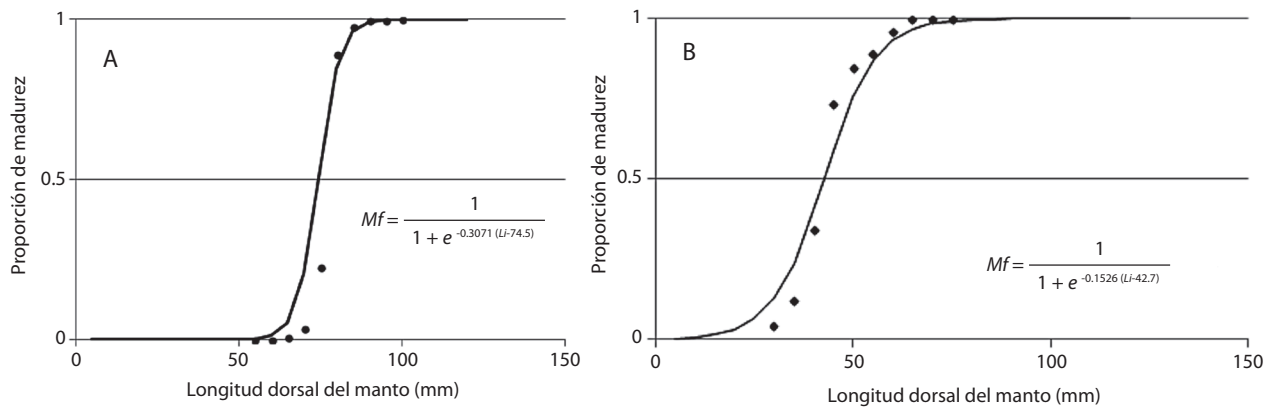 A
Proporción de madurez
1
0.5
0
Mf = 1 / 1 + e -0.3071 (Li-74.5)
0 50 100 150
Longitud dorsal del manto (mm)
B
Proporción de madurez
1
0.5
0
Mf = 1 / 1 + e -0.1526 (Li-42.7)
0 50 100 150
Longitud dorsal del manto (mm)